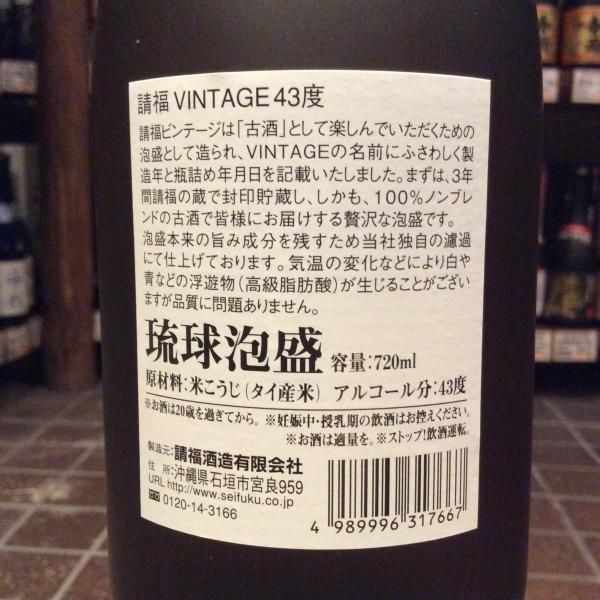 請福 VINTAGE 43度
請福ビンテージは「古酒」として楽しんでいただくための
泡盛として造られ、VINTAGEの名前にふさわしく製
造年と瓶詰め年月日を記載いたしました。まずは、3年
間請福の蔵で封印貯蔵し、しかも、100%ノンブレ
ンドの古酒で皆様にお届けする贅沢な泡盛です。
泡盛本来の旨み成分を残すため当社独自の濾過
にて仕上げております。気温の変化などにより白や
青などの浮遊物（高級脂肪酸）が生じることがござい
ますが品質に問題ありません。
琉球泡盛 容量:720ml
原材料:米こうじ（タイ産米） アルコール分:43度
※お酒は20歳を過ぎてから。※妊娠中・授乳期の飲酒はお控えください。
※お酒は適量を。※ストップ!飲酒運転。
製造元:請福酒造有限会社
住 所:沖縄県石垣市宮良959
URL http://www.seifuku.co.jp
0120-14-3166
4 989996 317667